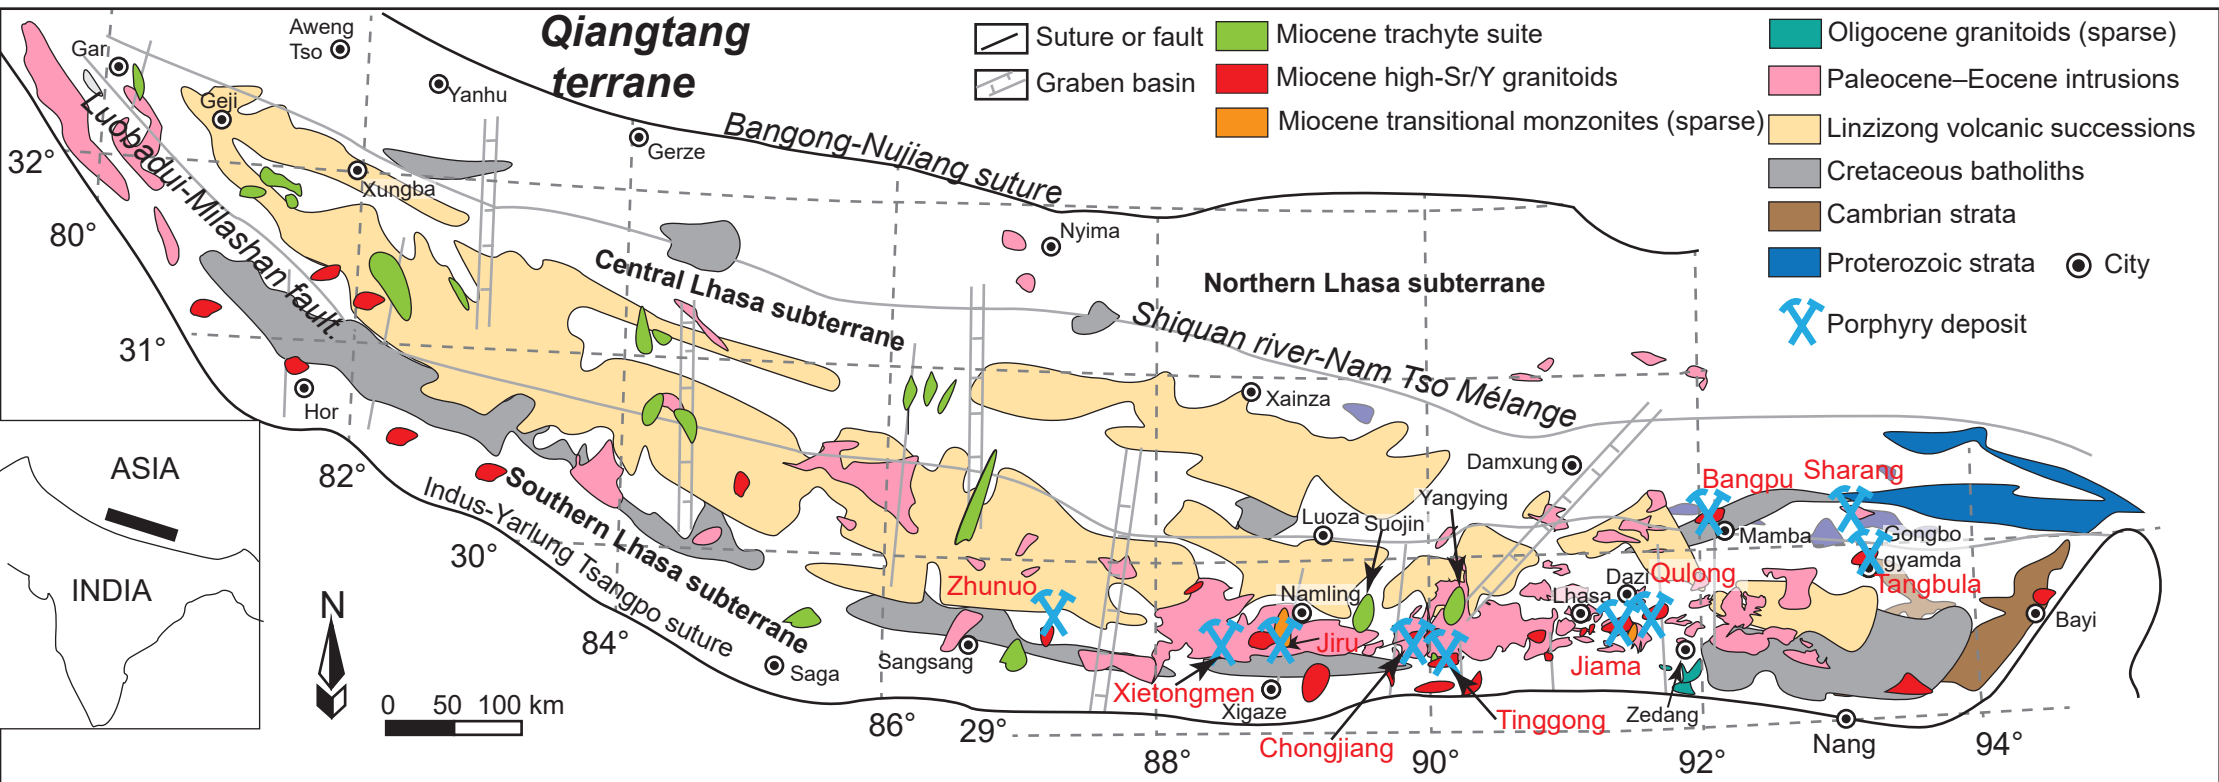 Qiangtang
terrane
Aweng
Tso
Gar
Yanhu
Geji
Gerze
Xungba
Bangong-Nujiang suture
Suture or fault
Graben basin
Miocene trachyte suite
Miocene high-Sr/Y granitoids
Miocene transitional monzonites (sparse)
Oligocene granitoids (sparse)
Paleocene–Eocene intrusions
Linzizong volcanic successions
Cretaceous batholiths
Cambrian strata
Proterozoic strata
City
Porphyry deposit
32°
80°
31°
82°
30°
84°
86°
29°
88°
90°
92°
94°
Luobadui-Milashan fault.
Nyima
Central Lhasa subterrane
Northern Lhasa subterrane
Shiquan river-Nam Tso Mélange
Hor
Xainza
Damxung
Yangying
Luoza
Suojin
Bangpu
Sharang
Mamba
Gongbo
gyamda
Tangbula
Southern Lhasa subterrane
Indus-Yarlung Tsangpo suture
Zhunuo
Namling
Lhasa
Dazi
Qulong
Bayi
Sangsang
Saga
Jiru
Jiama
Xietongmen
Xigaze
Tinggong
Zedang
Chongjiang
Nang
ASIA
INDIA
N
0 50 100 km